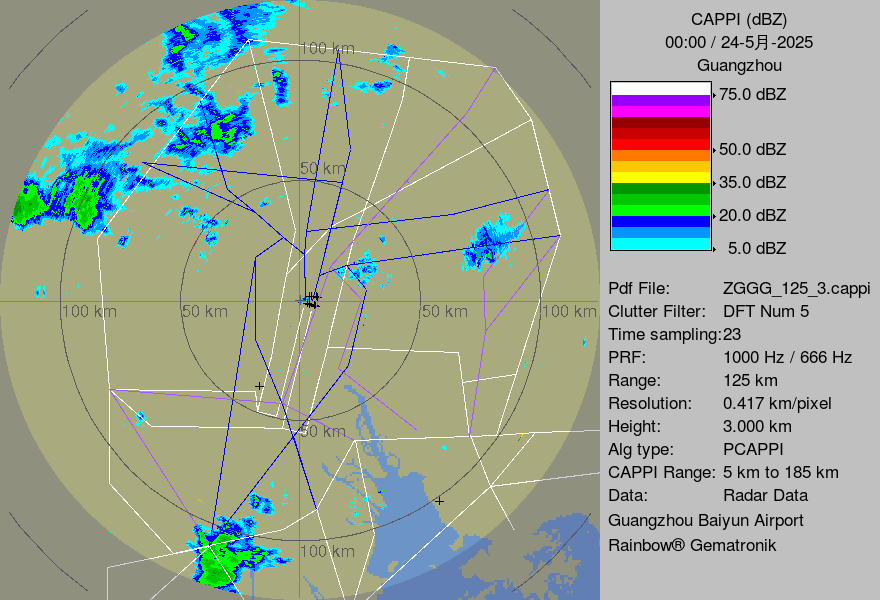 CAPPI (dBZ)
00:00 / 24-5月-2025
Guangzhou
75.0 dBZ
50.0 dBZ
35.0 dBZ
20.0 dBZ
5.0 dBZ
Pdf File: ZGGG_125_3.cappi
Clutter Filter: DFT Num 5
Time sampling:23
PRF: 1000 Hz / 666 Hz
Range: 125 km
Resolution: 0.417 km/pixel
Height: 3.000 km
Alg type: PCAPPI
CAPPI Range: 5 km to 185 km
Data: Radar Data
Guangzhou Baiyun Airport
Rainbow® Gematronik
100 km
50 km
100 km
50 km
50 km
100 km
50 km
100 km